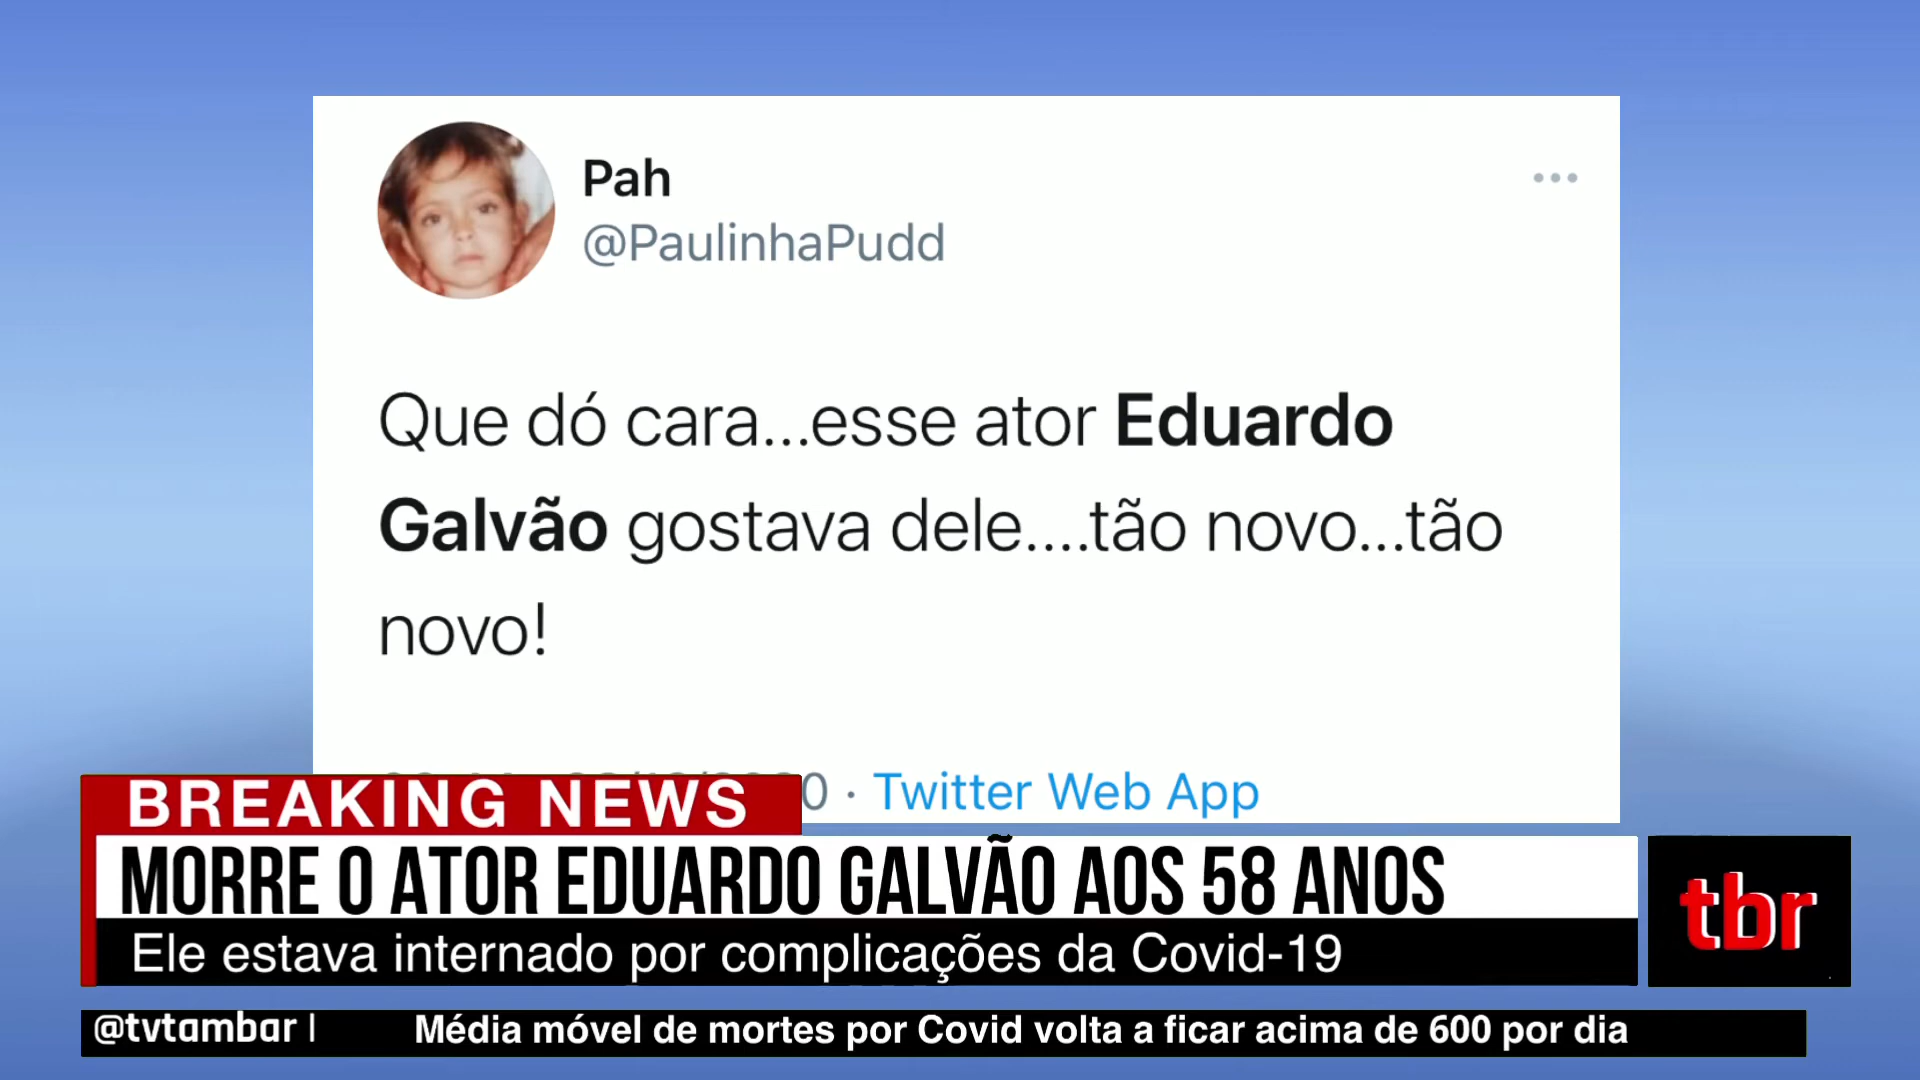 Pah
@PaulinhaPudd
Que dó cara...esse ator Eduardo
Galvão gostava dele....tão novo...tão
novo!
0 · Twitter Web App
BREAKING NEWS
MORRE O ATOR EDUARDO GALVÃO AOS 58 ANOS
Ele estava internado por complicações da Covid-19
tbr
@tvtambar | Média móvel de mortes por Covid volta a ficar acima de 600 por dia